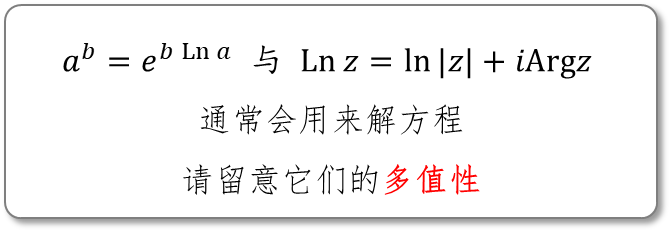 a^b = e^{b Ln a} 与 Ln z = ln |z| + iArgz
通常会用来解方程
请留意它们的多值性